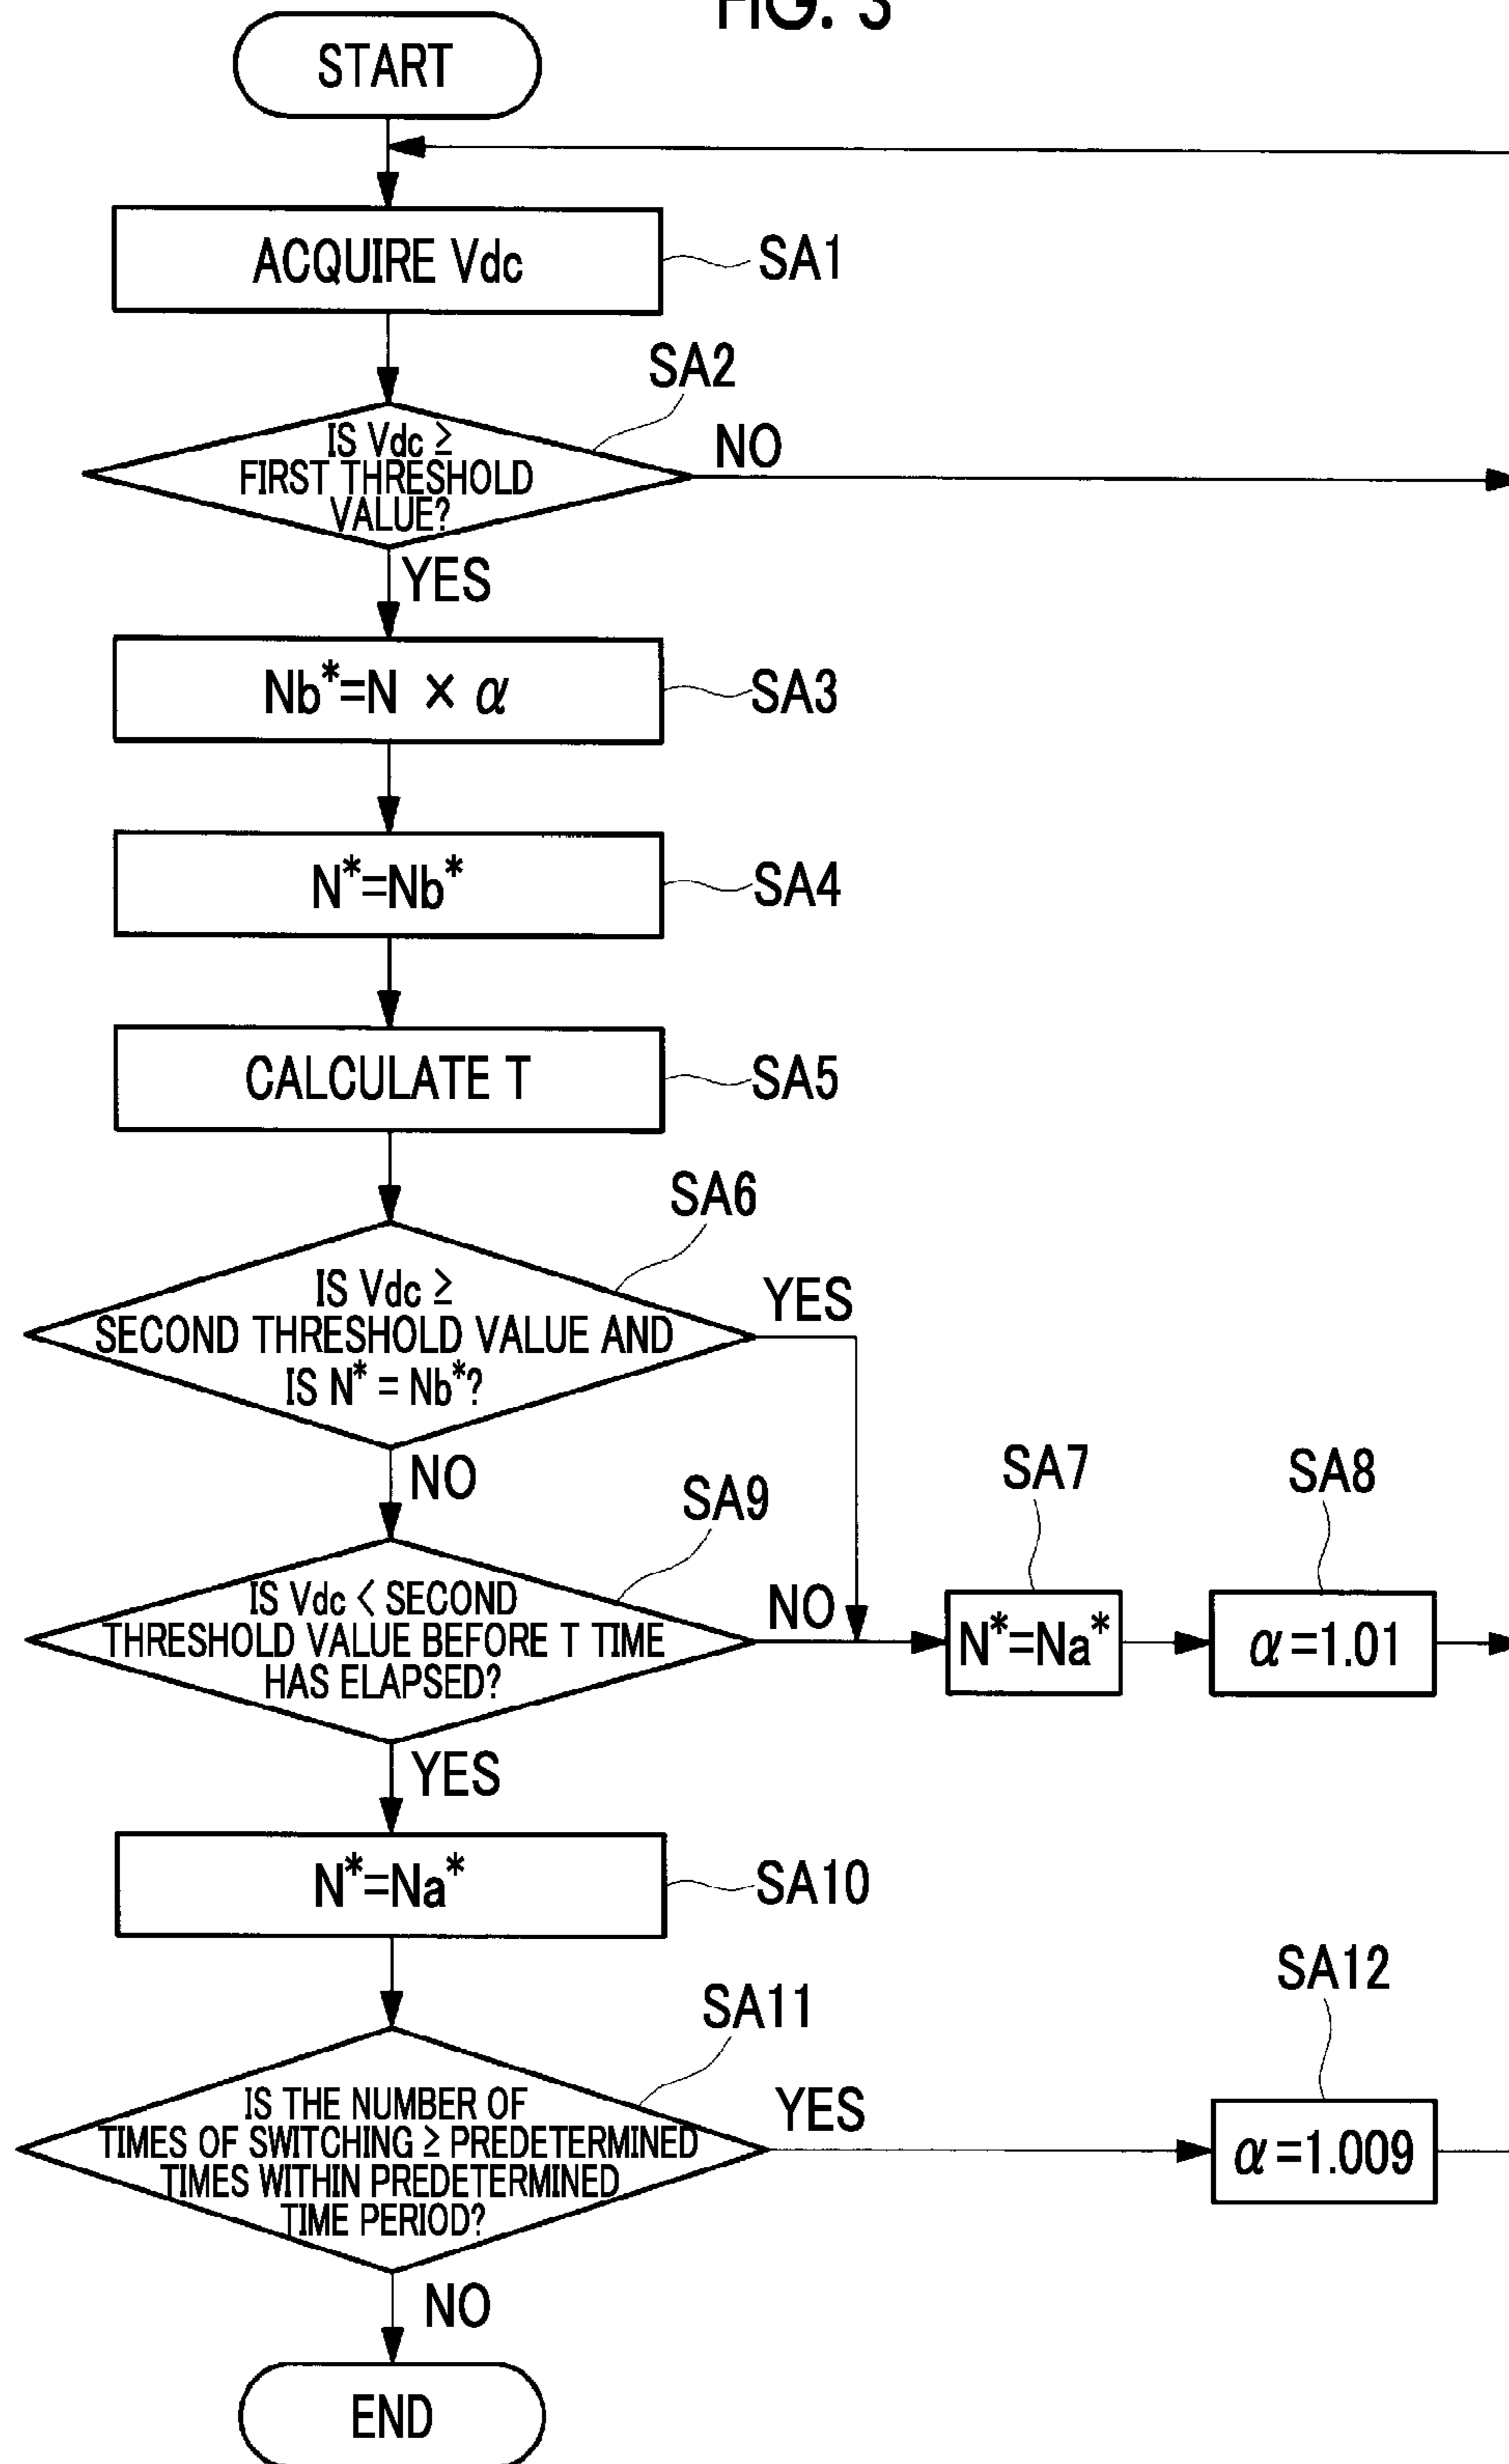 FIG. 3
START
ACQUIRE Vdc
SA1
SA2
IS Vdc ≥
FIRST THRESHOLD
VALUE?
NO
YES
Nb*=N × α
SA3
N*=Nb*
SA4
CALCULATE T
SA5
SA6
IS Vdc ≥
SECOND THRESHOLD VALUE AND
IS N* = Nb*?
YES
NO
SA9
IS Vdc < SECOND
THRESHOLD VALUE BEFORE T TIME
HAS ELAPSED?
NO
SA7
N*=Na*
SA8
α=1.01
YES
N*=Na*
SA10
SA11
IS THE NUMBER OF
TIMES OF SWITCHING ≥ PREDETERMINED
TIMES WITHIN PREDETERMINED
TIME PERIOD?
YES
SA12
α=1.009
NO
END